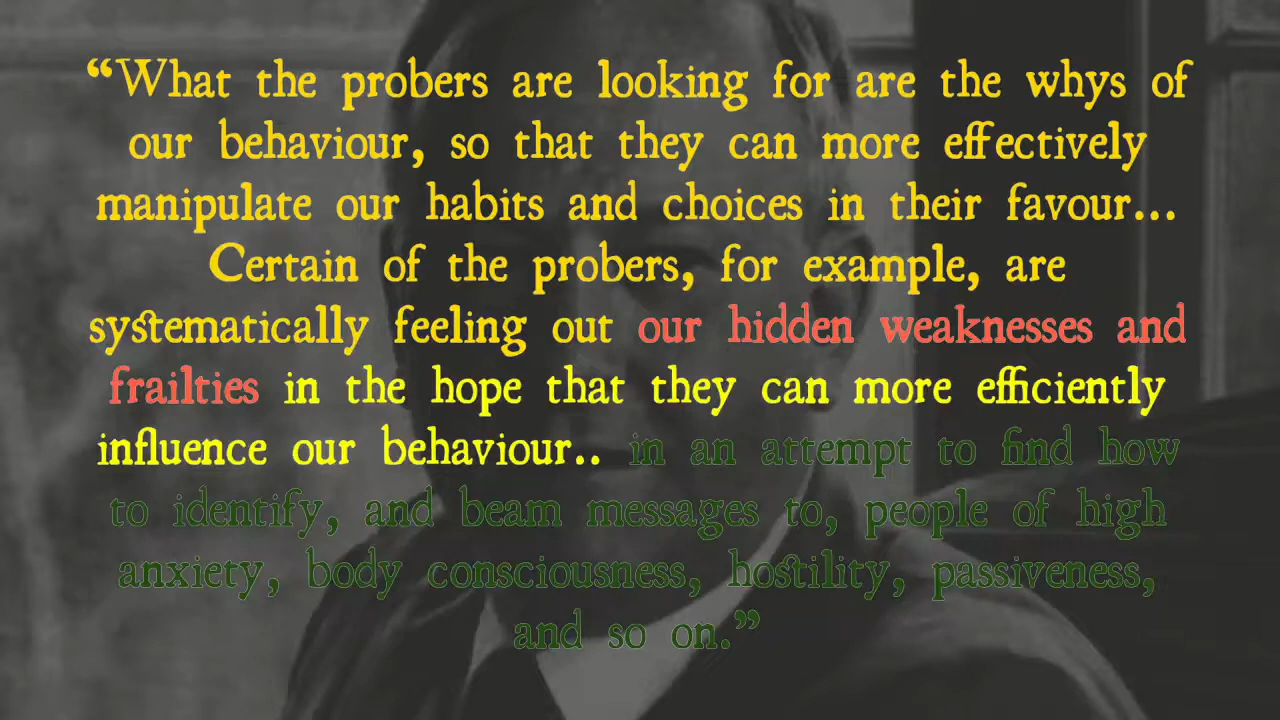 “What the probers are looking for are the whys of
our behaviour, so that they can more effectively
manipulate our habits and choices in their favour...
Certain of the probers, for example, are
systematically feeling out our hidden weaknesses and
frailties in the hope that they can more efficiently
influence our behaviour.. in an attempt to find how
to identify, and beam messages to, people of high
anxiety, body consciousness, hostility, passiveness,
and so on.”